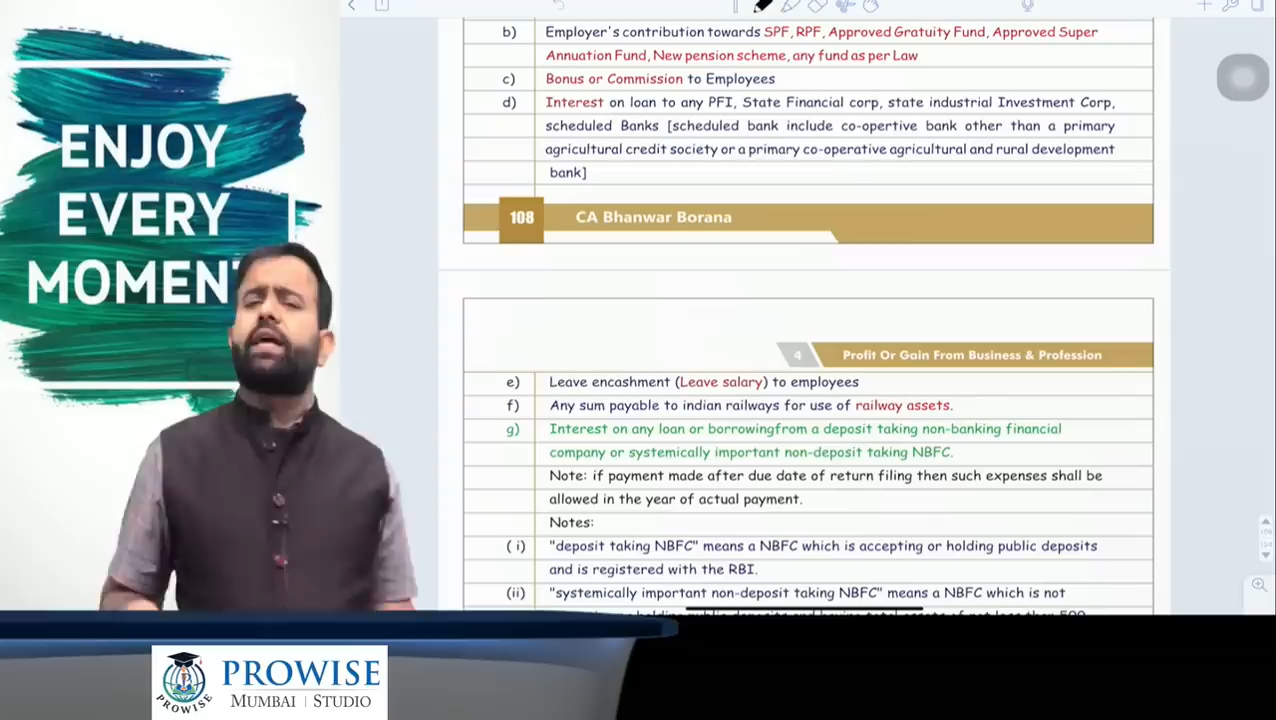 ENJOY
EVERY
MOMENT
b) Employer's contribution towards SPF, RPF, Approved Gratuity Fund, Approved Super
Annuation Fund, New pension scheme, any fund as per Law
c) Bonus or Commission to Employees
d) Interest on loan to any PFI, State Financial corp, state industrial Investment Corp,
scheduled Banks [scheduled bank include co-opertive bank other than a primary
agricultural credit society or a primary co-operative agricultural and rural development
bank]
108 CA Bhanwar Borana
4 Profit Or Gain From Business & Profession
e) Leave encashment (Leave salary) to employees
f) Any sum payable to indian railways for use of railway assets.
g) Interest on any loan or borrowingfrom a deposit taking non-banking financial
company or systemically important non-deposit taking NBFC.
Note: if payment made after due date of return filing then such expenses shall
allowed in the year of actual payment.
Notes:
( i) "deposit taking NBFC" means a NBFC which is accepting or holding public deposits
and is registered with the RBI.
(ii) "systemically important non-deposit taking NBFC" means a NBFC which is not
PROWISE
PROWISE
MUMBAI | STUDIO